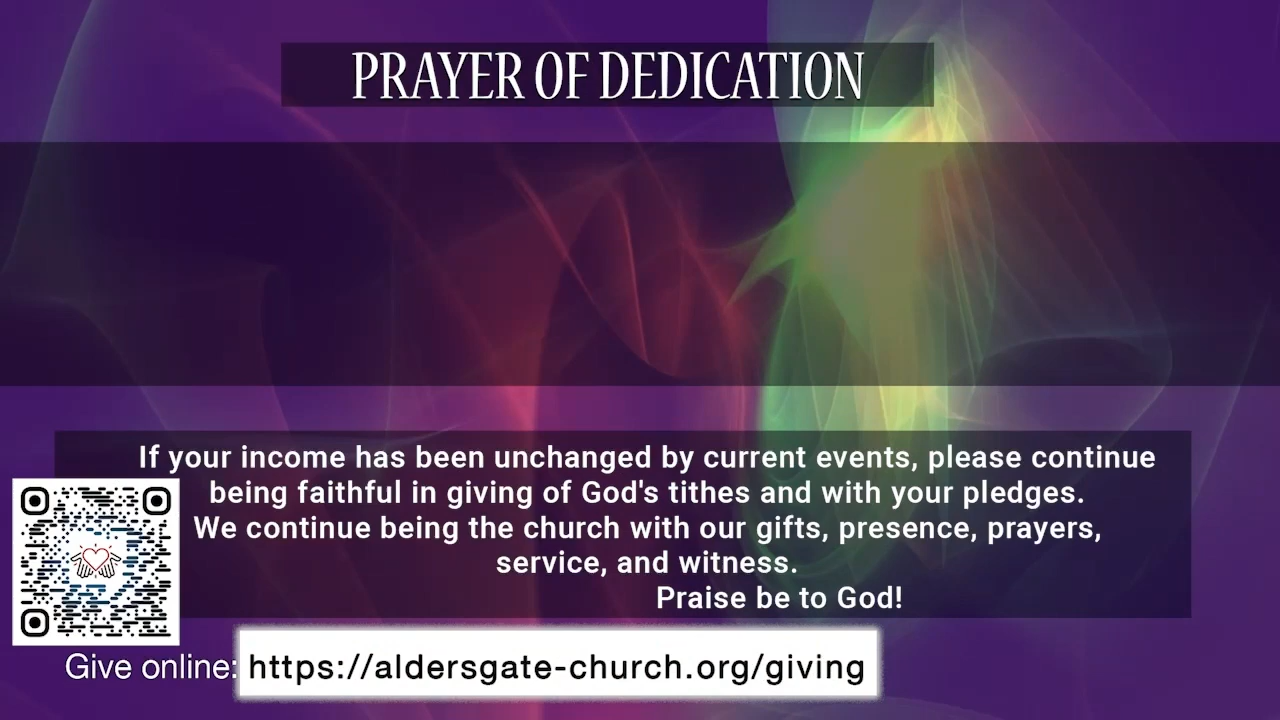 PRAYER OF DEDICATION
If your income has been unchanged by current events, please continue
being faithful in giving of God's tithes and with your pledges.
We continue being the church with our gifts, presence, prayers,
service, and witness.
Praise be to God!
Give online: https://aldersgate-church.org/giving